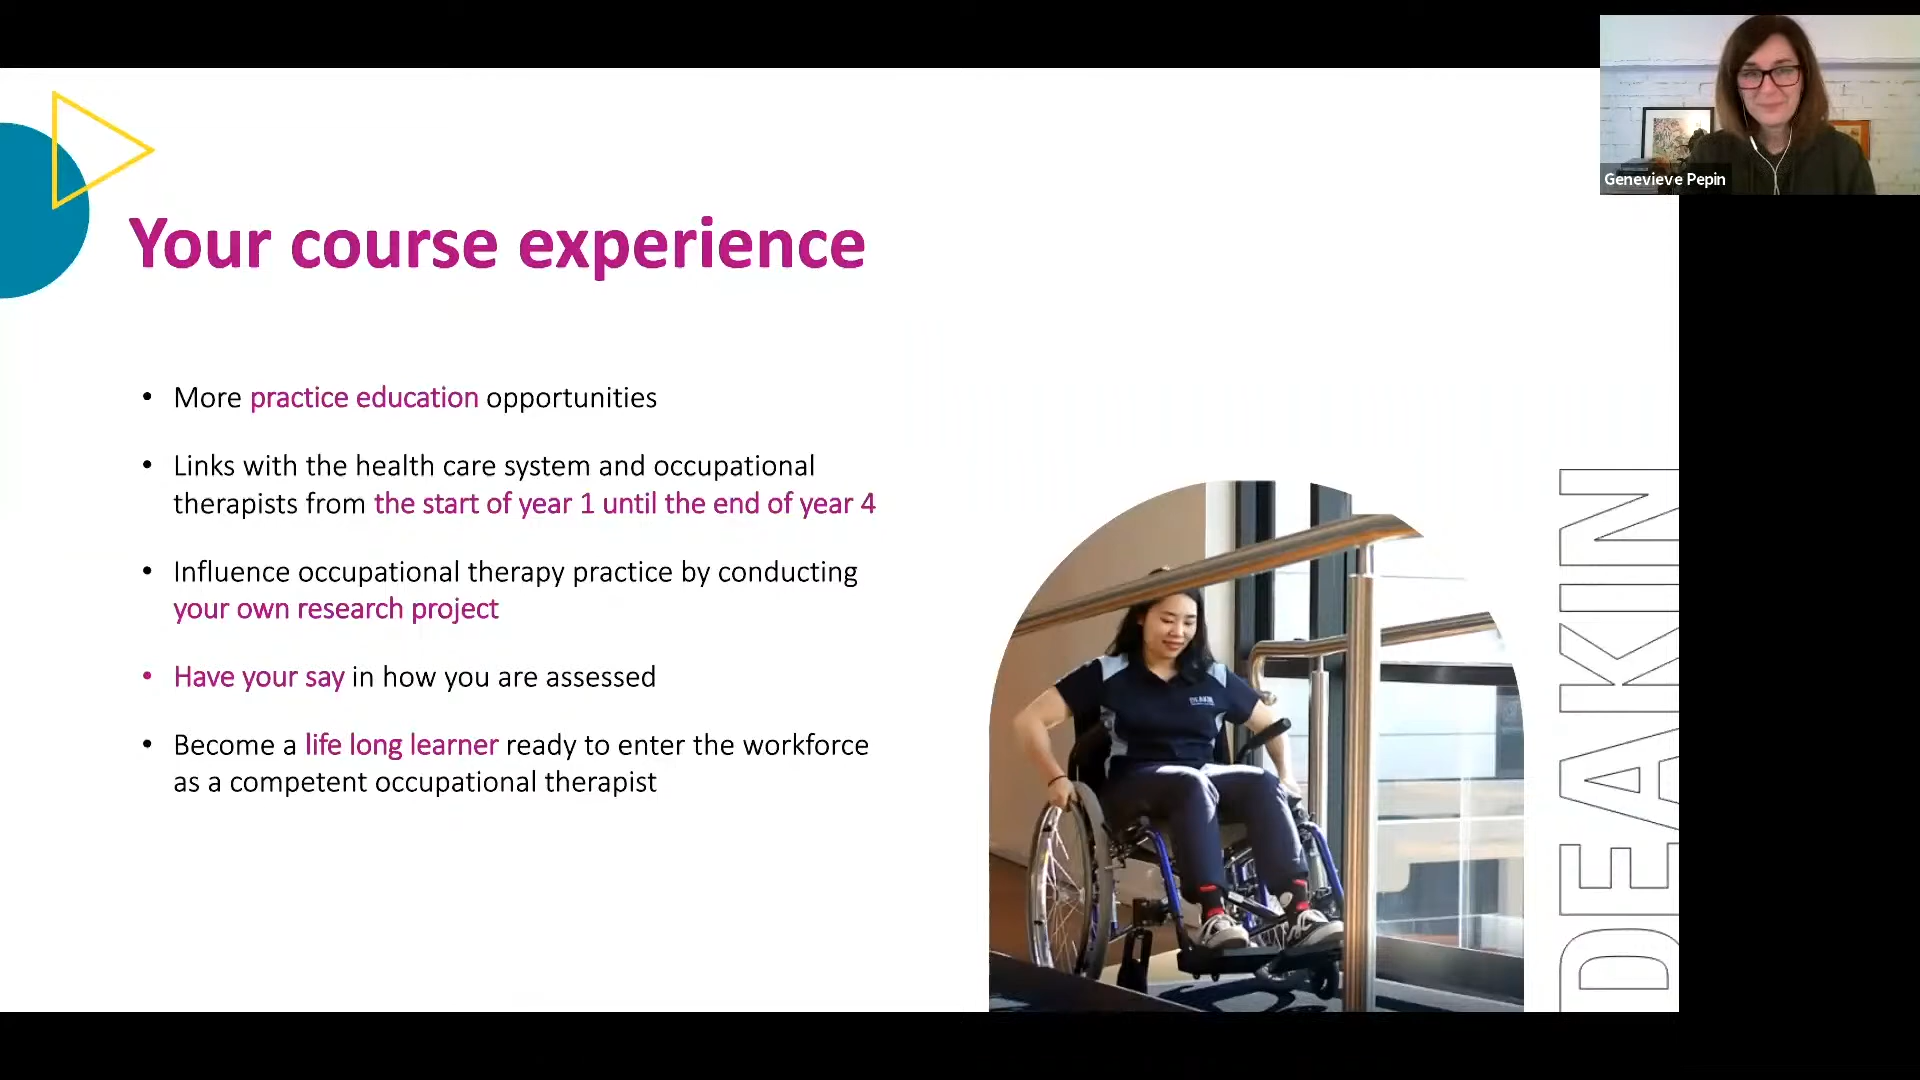 Genevieve Pepin
Your course experience
• More practice education opportunities
• Links with the health care system and occupational
therapists from the start of year 1 until the end of year 4
• Influence occupational therapy practice by conducting
your own research project
• Have your say in how you are assessed
• Become a life long learner ready to enter the workforce
as a competent occupational therapist
DEAKIN
DEAKIN